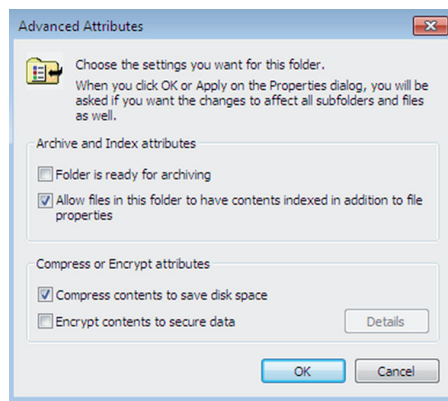 Advanced Attributes
Choose the settings you want for this folder.
When you click OK or Apply on the Properties dialog, you will be
asked if you want the changes to affect all subfolders and files
as well.
Archive and Index attributes
Folder is ready for archiving
Allow files in this folder to have contents indexed in addition to file
properties
Compress or Encrypt attributes
Compress contents to save disk space
Encrypt contents to secure data
Details
OK
Cancel